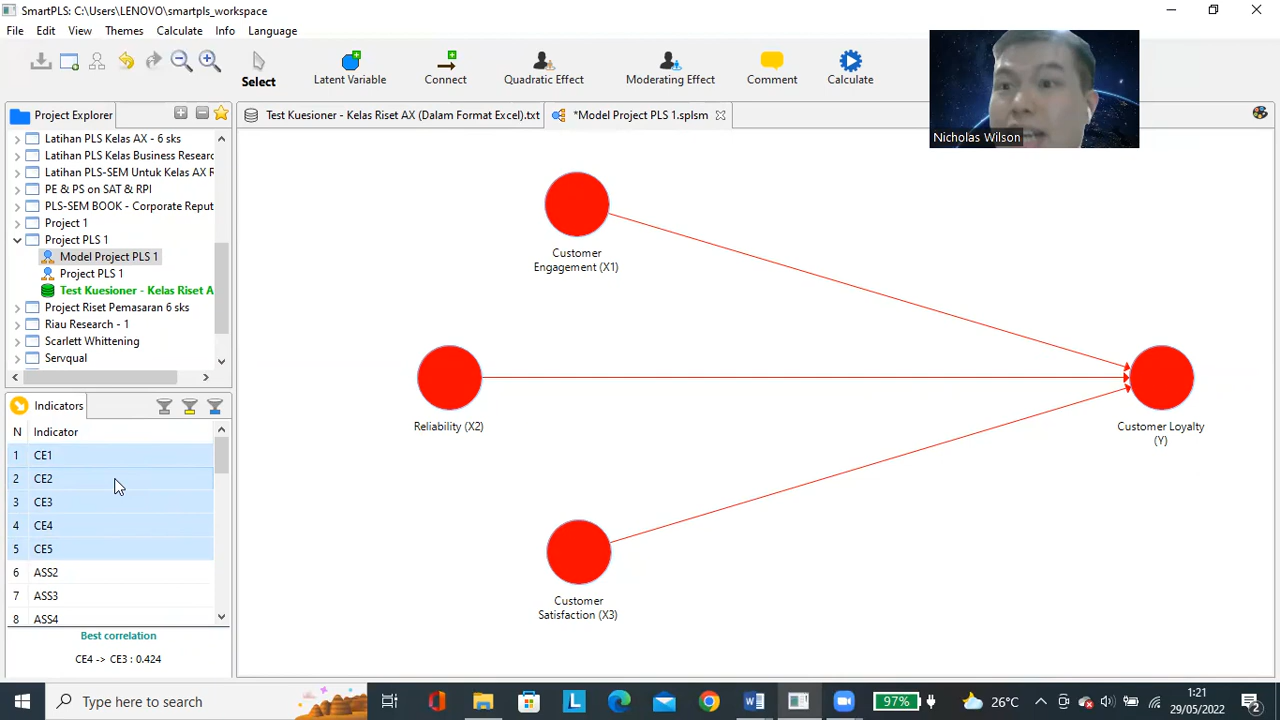 SmartPLS: C:\Users\LENOVO\smartpls_workspace
File Edit View Themes Calculate Info Language
Select
Latent Variable
Connect
Quadratic Effect
Moderating Effect
Comment
Calculate
Nicholas Wilson
Project Explorer
Test Kuesioner - Kelas Riset AX (Dalam Format Excel).txt
*Model Project PLS 1.splsm
Latihan PLS Kelas AX - 6 sks
Latihan PLS Kelas Business Researc
Latihan PLS-SEM Untuk Kelas AX R
PE & PS on SAT & RPI
PLS-SEM BOOK - Corporate Reput
Project 1
Project PLS 1
Model Project PLS 1
Project PLS 1
Test Kuesioner - Kelas Riset A
Project Riset Pemasaran 6 sks
Riau Research - 1
Scarlett Whittening
Servqual
Indicators
N Indicator
1 CE1
2 CE2
3 CE3
4 CE4
5 CE5
6 ASS2
7 ASS3
8 ASS4
Best correlation
CE4 -> CE3 : 0.424
Customer
Engagement (X1)
Reliability (X2)
Customer
Satisfaction (X3)
Customer Loyalty
(Y)
Type here to search
97%
26°C
1:21
29/05/2022
2